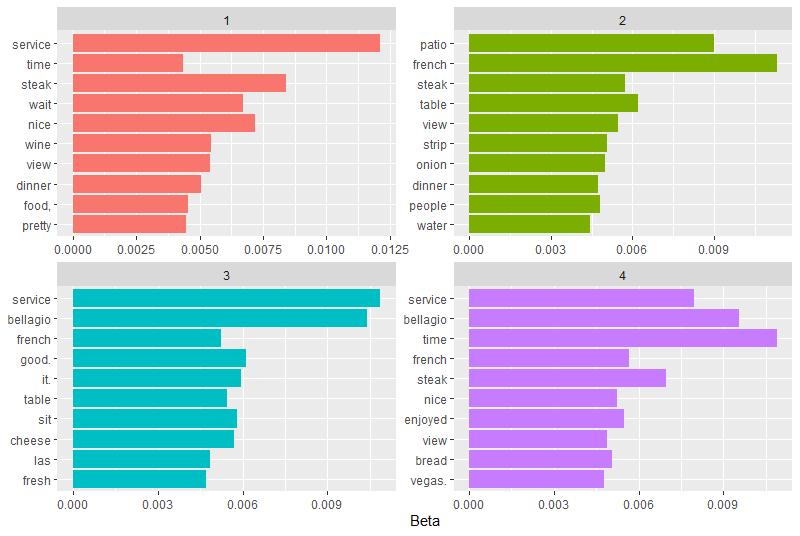 1
service
time
steak
wait
nice
wine
view
dinner
food,
pretty
0.0000 0.0025 0.0050 0.0075 0.0100 0.0125
2
patio
french
steak
table
view
strip
onion
dinner
people
water
0.000 0.003 0.006 0.009
3
service
bellagio
french
good.
it.
table
sit
cheese
las
fresh
0.000 0.003 0.006 0.009
4
service
bellagio
time
french
steak
nice
enjoyed
view
bread
vegas.
0.000 0.003 0.006 0.009
Beta